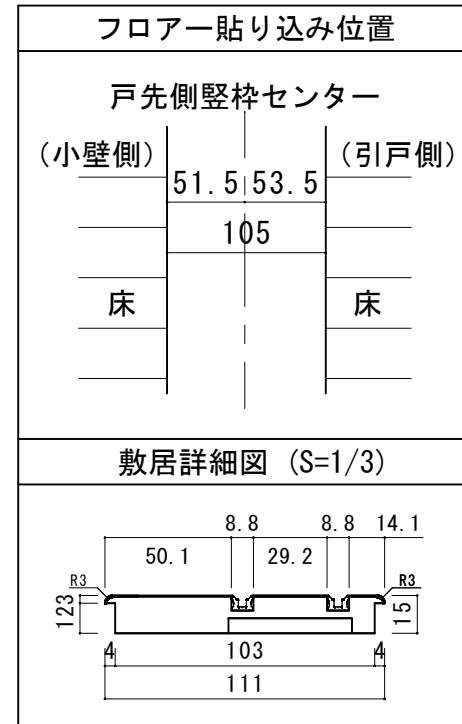 フロアー貼り込み位置
戸先側竪枠センター
(小壁側) (引戸側)
51.5 53.5
105
床 床
敷居詳細図 (S=1/3)
8.8 8.8 14.1
50.1 29.2
R3 R3
12 3 15
4 103 4
111